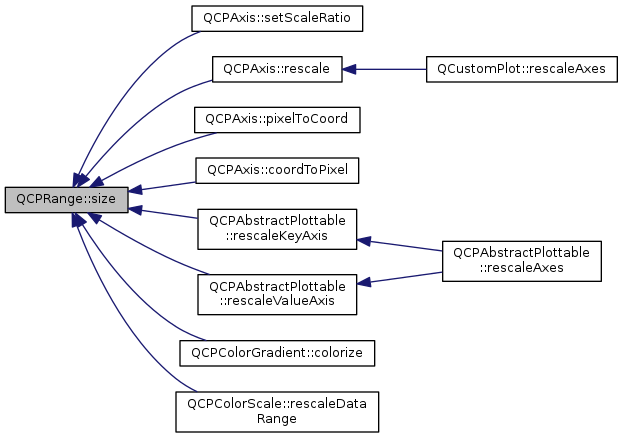 QCPAxis::setScaleRatio
QCPAxis::rescale
QCustomPlot::rescaleAxes
QCPAxis::pixelToCoord
QCPAxis::coordToPixel
QCPRange::size
QCPAbstractPlottable
::rescaleKeyAxis
QCPAbstractPlottable
::rescaleAxes
QCPAbstractPlottable
::rescaleValueAxis
QCPColorGradient::colorize
QCPColorScale::rescaleData
Range